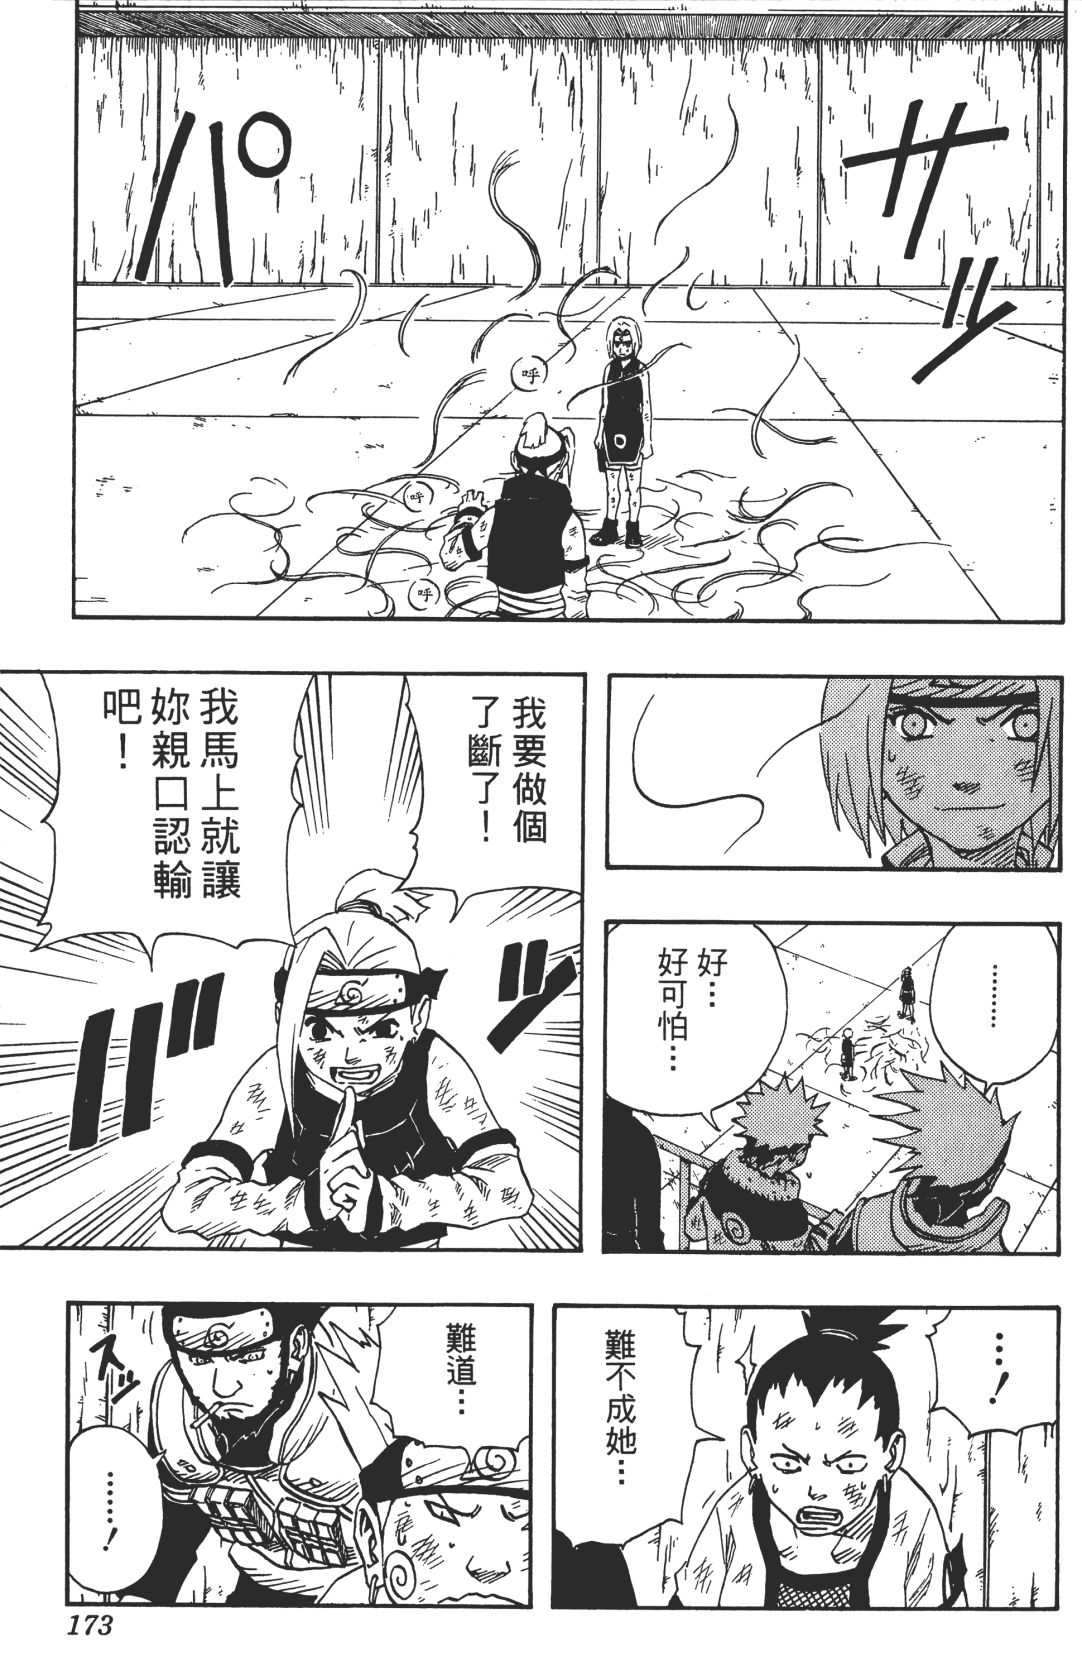 サッ
パ
呼
呼
呼
……
好…
好可怕…
我要做個
了斷了！
我馬上就讓
妳親口認輸
吧！
バッ
…！
難不成她…
難道…
ズッ
……！
173